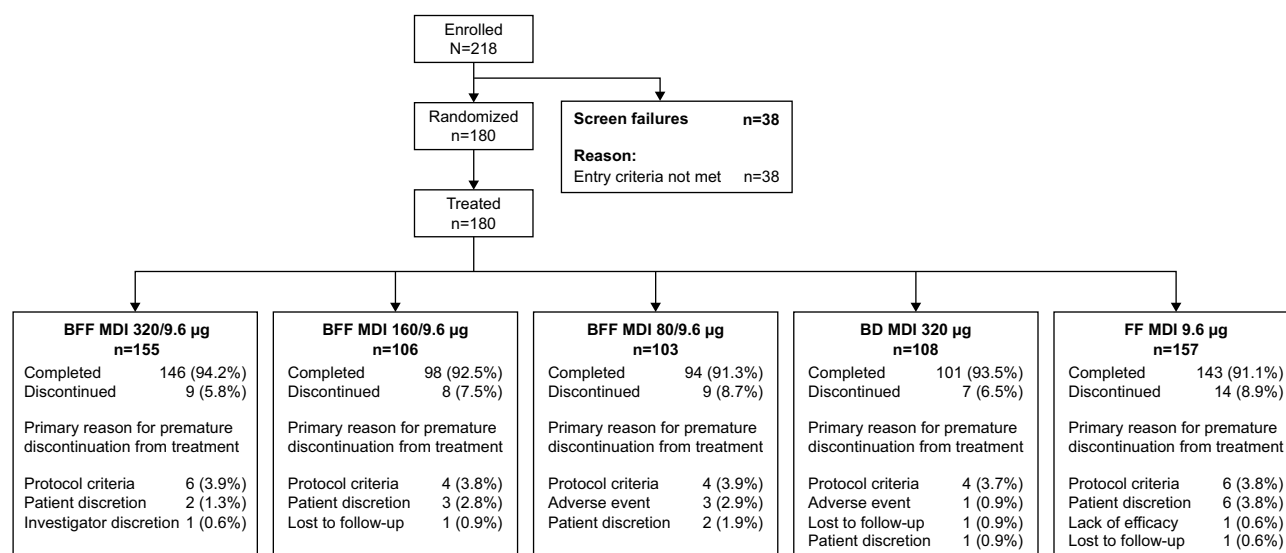 Enrolled
N=218
Randomized
n=180
Screen failures n=38
Reason:
Entry criteria not met n=38
Treated
n=180
BFF MDI 320/9.6 µg
n=155
Completed 146 (94.2%)
Discontinued 9 (5.8%)
Primary reason for premature
discontinuation from treatment
Protocol criteria 6 (3.9%)
Patient discretion 2 (1.3%)
Investigator discretion 1 (0.6%)
BFF MDI 160/9.6 µg
n=106
Completed 98 (92.5%)
Discontinued 8 (7.5%)
Primary reason for premature
discontinuation from treatment
Protocol criteria 4 (3.8%)
Patient discretion 3 (2.8%)
Lost to follow-up 1 (0.9%)
BFF MDI 80/9.6 µg
n=103
Completed 94 (91.3%)
Discontinued 9 (8.7%)
Primary reason for premature
discontinuation from treatment
Protocol criteria 4 (3.9%)
Adverse event 3 (2.9%)
Patient discretion 2 (1.9%)
BD MDI 320 µg
n=108
Completed 101 (93.5%)
Discontinued 7 (6.5%)
Primary reason for premature
discontinuation from treatment
Protocol criteria 4 (3.7%)
Adverse event 1 (0.9%)
Lost to follow-up 1 (0.9%)
Patient discretion 1 (0.9%)
FF MDI 9.6 µg
n=157
Completed 143 (91.1%)
Discontinued 14 (8.9%)
Primary reason for premature
discontinuation from treatment
Protocol criteria 6 (3.8%)
Patient discretion 6 (3.8%)
Lack of efficacy 1 (0.6%)
Lost to follow-up 1 (0.6%)